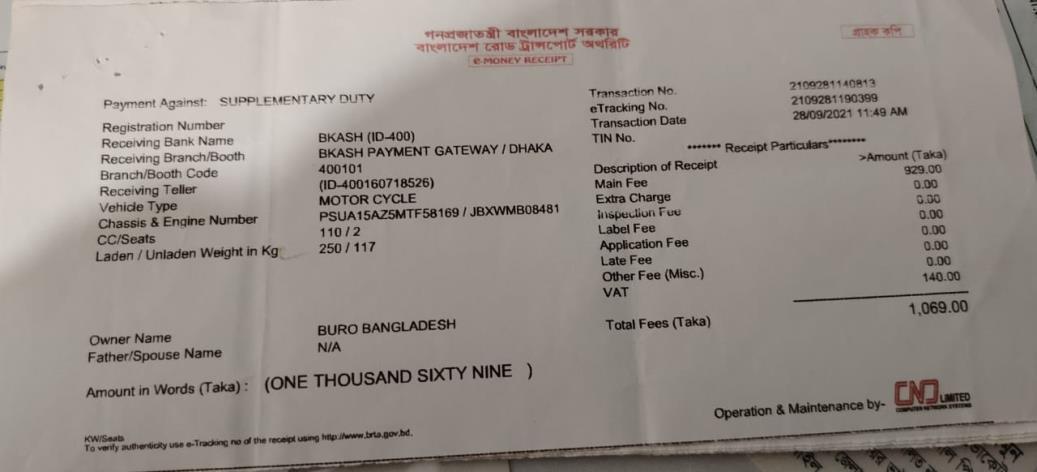 গনপ্রজাতন্ত্রী বাংলাদেশ সরকার
বাংলাদেশ রোড ট্রান্সপোর্ট অথরিটি
e-MONEY RECEIPT
গ্রাহক কপি
Payment Against: SUPPLEMENTARY DUTY
Registration Number
Receiving Bank Name BKASH (ID-400)
Receiving Branch/Booth BKASH PAYMENT GATEWAY / DHAKA
Branch/Booth Code 400101
Receiving Teller (ID-400160718526)
Vehicle Type MOTOR CYCLE
Chassis & Engine Number PSUA15AZ5MTF58169 / JBXWMB08481
CC/Seats 110 / 2
Laden / Unladen Weight in Kg 250 / 117
Owner Name BURO BANGLADESH
Father/Spouse Name N/A
Amount in Words (Taka) : (ONE THOUSAND SIXTY NINE )
Transaction No. 2109281140813
eTracking No. 2109281190399
Transaction Date 28/09/2021 11:49 AM
TIN No.
******* Receipt Particulars********
Description of Receipt >Amount (Taka)
Main Fee 929.00
Extra Charge 0.00
Inspection Fee 0.00
Label Fee 0.00
Application Fee 0.00
Late Fee 0.00
Other Fee (Misc.) 0.00
VAT 140.00
Total Fees (Taka) 1,069.00
Operation & Maintenance by- CNS LIMITED
COMPUTER NETWORK SYSTEMS
KW/Seats
To verify authenticity use e-Tracking no of the receipt using http://www.brta.gov.bd.